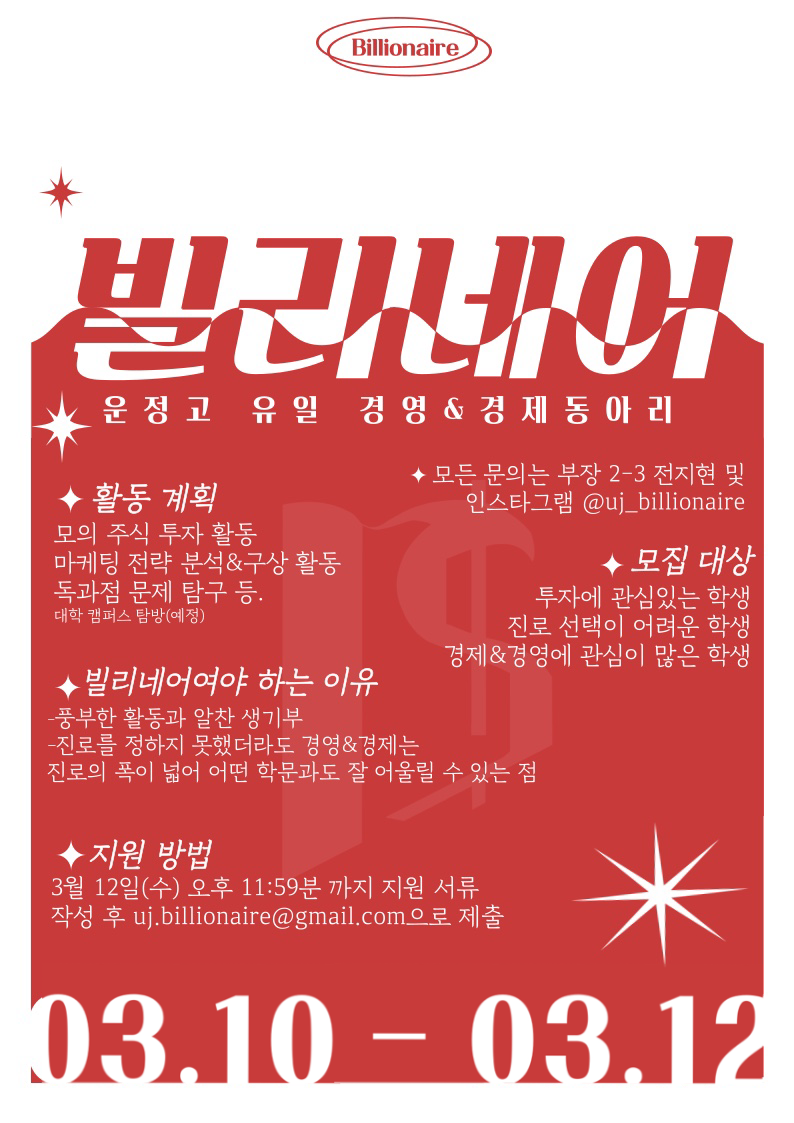 Billionaire
빌리네어
운정고 유일 경영&경제동아리
✦ 모든 문의는 부장 2-3 전지현 및
인스타그램 @uj_billionaire
✦ 활동 계획
모의 주식 투자 활동
마케팅 전략 분석&구상 활동
독과점 문제 탐구 등.
대학 캠퍼스 탐방(예정)
✦ 모집 대상
투자에 관심있는 학생
진로 선택이 어려운 학생
경제&경영에 관심이 많은 학생
✦빌리네어여야 하는 이유
-풍부한 활동과 알찬 생기부
-진로를 정하지 못했더라도 경영&경제는
진로의 폭이 넓어 어떤 학문과도 잘 어울릴 수 있는 점
✦지원 방법
3월 12일(수) 오후 11:59분 까지 지원 서류
작성 후 uj.billionaire@gmail.com으로 제출
03.10 - 03.12